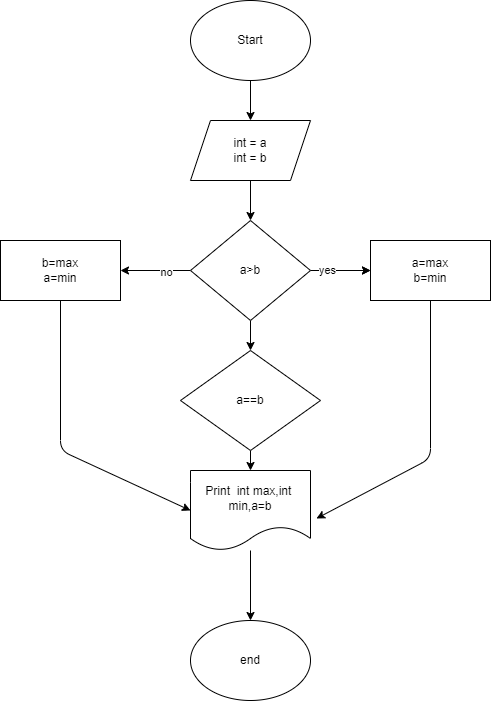 Start
int = a
int = b
a>b
no
yes
b=max
a=min
a=max
b=min
a==b
Print  int max,int
min,a=b
end